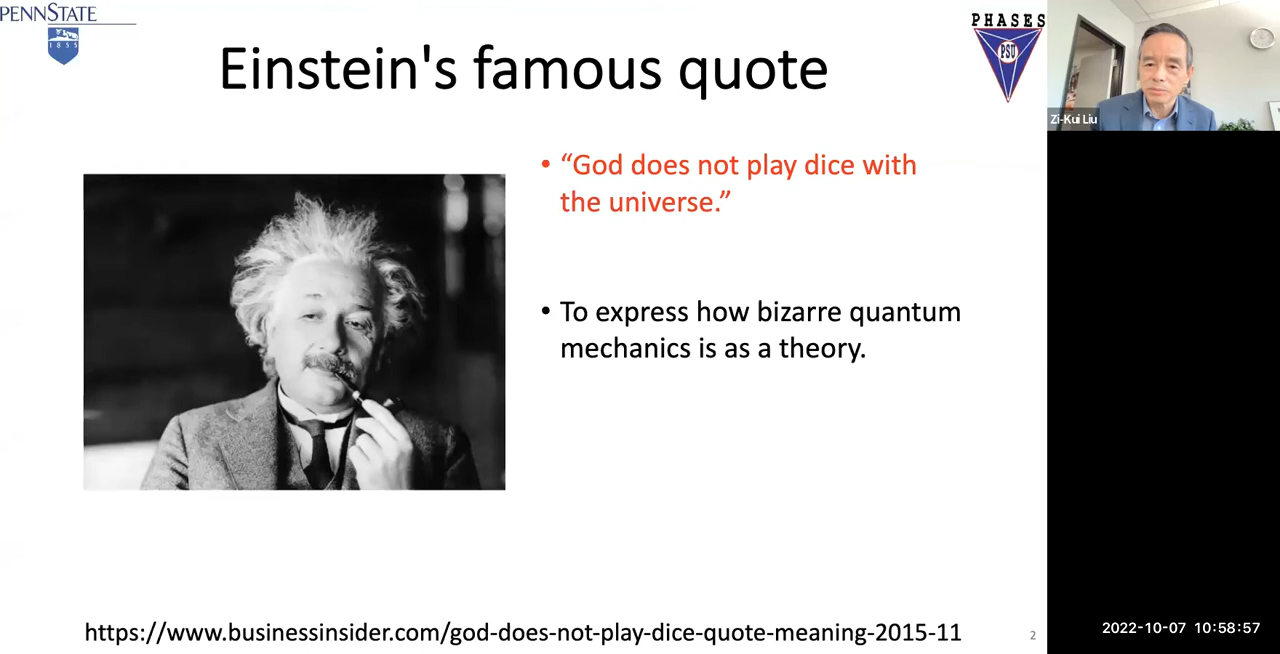 PENNSTATE
1855
PHASES
PSU
Einstein's famous quote
Zi-Kui Liu
• “God does not play dice with
the universe.”
• To express how bizarre quantum
mechanics is as a theory.
https://www.businessinsider.com/god-does-not-play-dice-quote-meaning-2015-11
2
2022-10-07 10:58:57